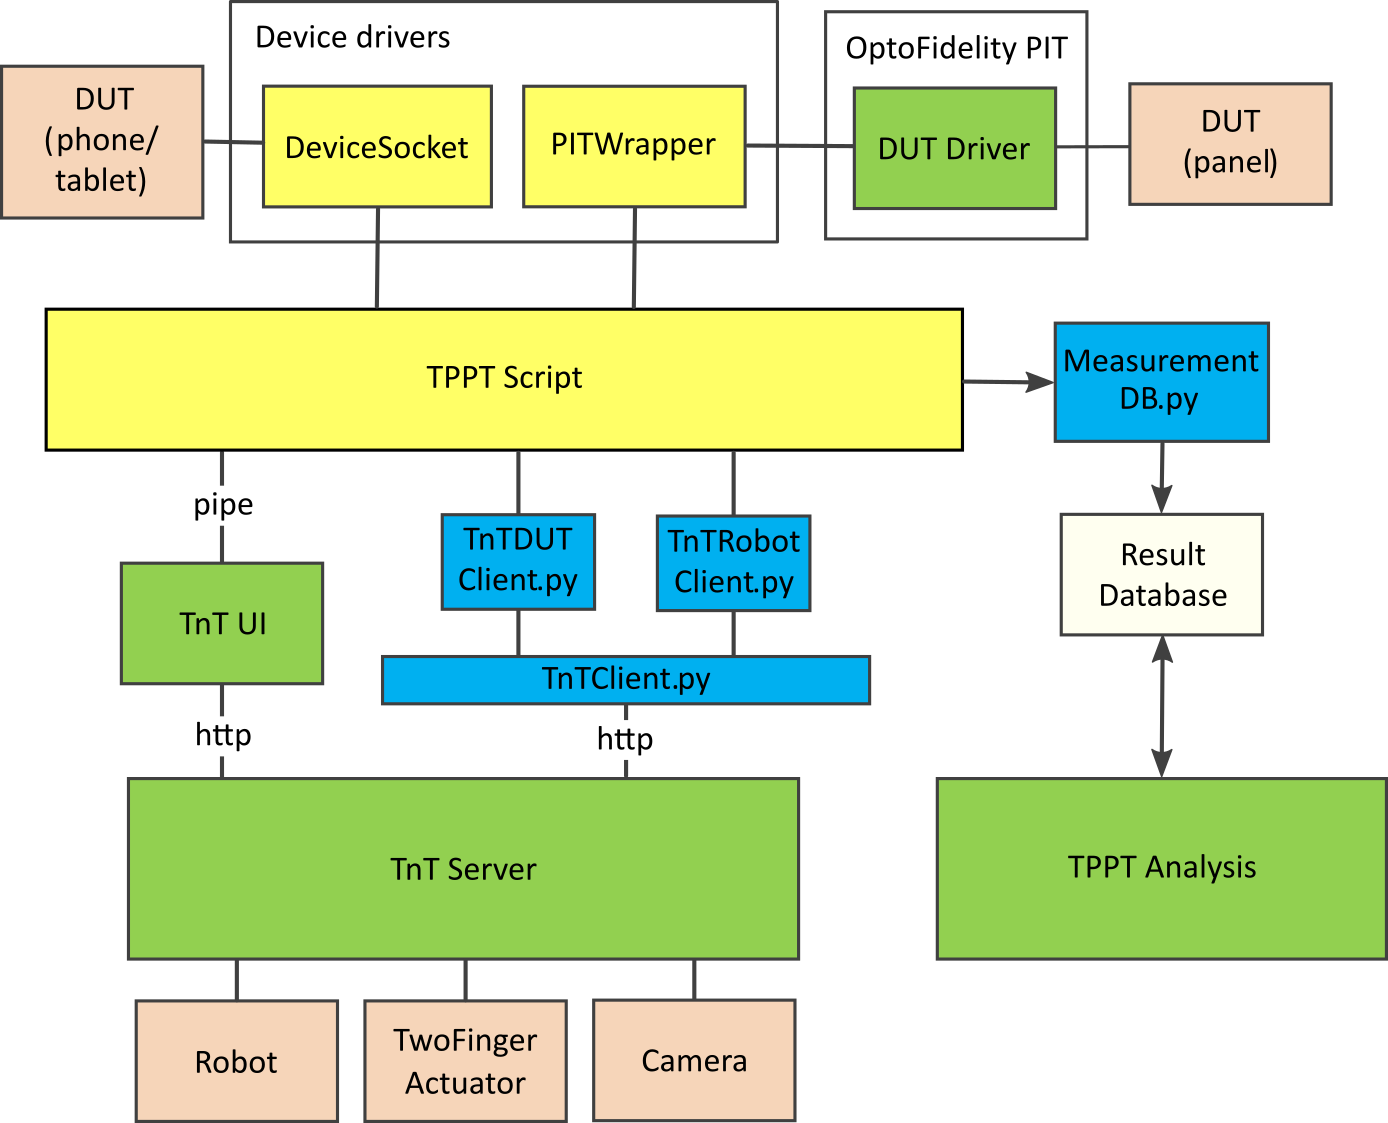 Device drivers
OptoFidelity PIT
DUT
(phone/
tablet)
DeviceSocket
PITWrapper
DUT Driver
DUT
(panel)
TPPT Script
Measurement
DB.py
pipe
TnTDUT
Client.py
TnTRobot
Client.py
Result
Database
TnT UI
TnTClient.py
http
http
TnT Server
TPPT Analysis
Robot
TwoFinger
Actuator
Camera